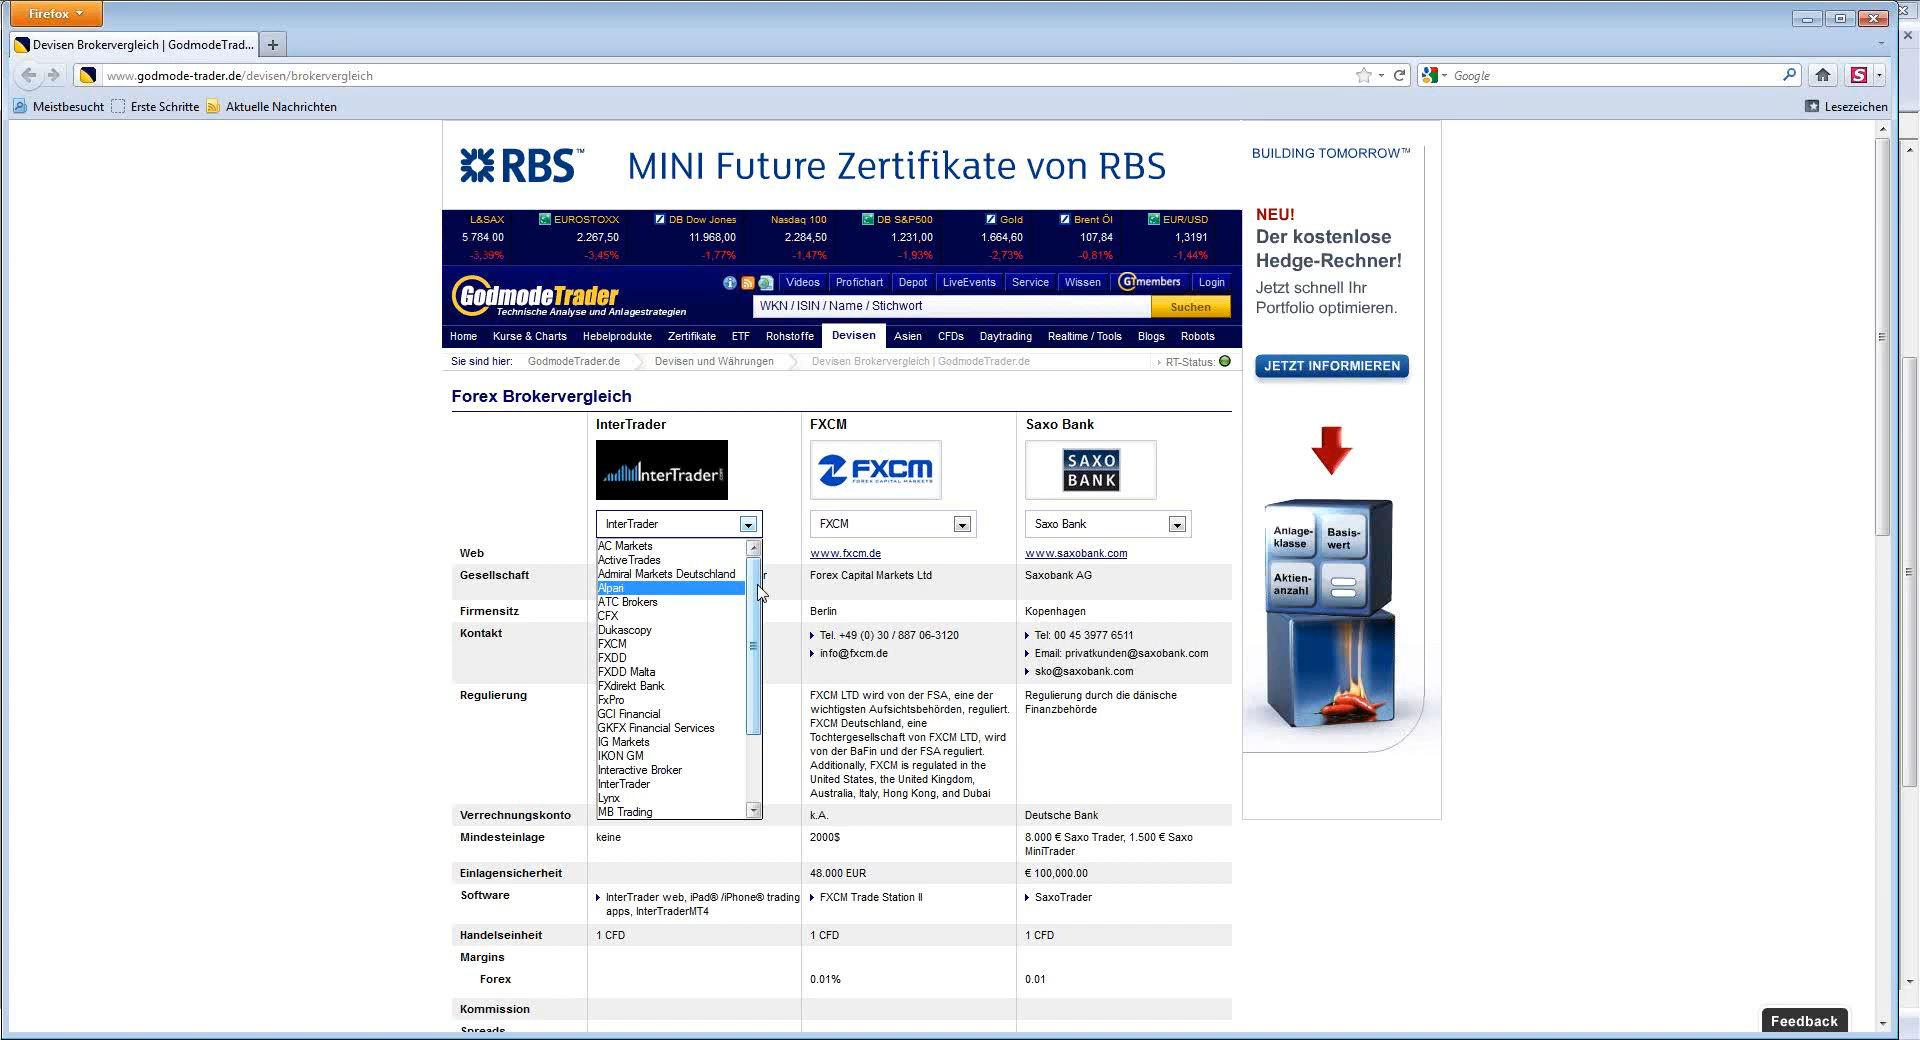 Firefox
Devisen Brokervergleich | GodmodeTrad...
www.godmode-trader.de/devisen/brokervergleich
Google
Meistbesucht Erste Schritte Aktuelle Nachrichten
Lesezeichen
RBS™ MINI Future Zertifikate von RBS
BUILDING TOMORROW™
L&SAX EUROSTOXX DB Dow Jones Nasdaq 100 DB S&P500 Gold Brent Öl EUR/USD
5 784.00 2.267,50 11.968,00 2.284,50 1.231,00 1.664,60 107,84 1,3191
-3,39% -3,45% -1,77% -1,47% -1,93% -2,73% -0,81% -1,44%
NEU!
Der kostenlose
Hedge-Rechner!
Jetzt schnell Ihr
Portfolio optimieren.
JETZT INFORMIEREN
Anlage-
klasse
Basis-
wert
Aktien-
anzahl
GodmodeTrader
Technische Analyse und Anlagestrategien
Videos Profichart Depot LiveEvents Service Wissen GTmembers Login
WKN / ISIN / Name / Stichwort Suchen
Home Kurse & Charts Hebelprodukte Zertifikate ETF Rohstoffe Devisen Asien CFDs Daytrading Realtime / Tools Blogs Robots
Sie sind hier: GodmodeTrader.de Devisen und Währungen Devisen Brokervergleich | GodmodeTrader.de RT-Status:
Forex Brokervergleich
InterTrader FXCM Saxo Bank
InterTrader
FXCM
FOREX CAPITAL MARKETS
SAXO
BANK
InterTrader FXCM Saxo Bank
AC Markets
ActiveTrades
Admiral Markets Deutschland
Alpari
ATC Brokers
CFX
Dukascopy
FXCM
FXDD
FXDD Malta
FXdirekt Bank
FxPro
GCI Financial
GKFX Financial Services
IG Markets
IKON GM
Interactive Broker
InterTrader
Lynx
MB Trading
Web www.fxcm.de www.saxobank.com
Gesellschaft r Forex Capital Markets Ltd Saxobank AG
Firmensitz Berlin Kopenhagen
Kontakt Tel. +49 (0) 30 / 887 06-3120 Tel: 00 45 3977 6511
info@fxcm.de Email: privatkunden@saxobank.com
sko@saxobank.com
Regulierung FXCM LTD wird von der FSA, eine der Regulierung durch die dänische
wichtigsten Aufsichtsbehörden, reguliert. Finanzbehörde
FXCM Deutschland, eine
Tochtergesellschaft von FXCM LTD, wird
von der BaFin und der FSA reguliert.
Additionally, FXCM is regulated in the
United States, the United Kingdom,
Australia, Italy, Hong Kong, and Dubai
Verrechnungskonto k.A. Deutsche Bank
Mindesteinlage keine 2000$ 8.000 € Saxo Trader, 1.500 € Saxo
MiniTrader
Einlagensicherheit 48.000 EUR € 100,000.00
Software InterTrader web, iPad® /iPhone® trading FXCM Trade Station II SaxoTrader
apps, InterTraderMT4
Handelseinheit 1 CFD 1 CFD 1 CFD
Margins
Forex 0.01% 0.01
Kommission
Spreads
Feedback